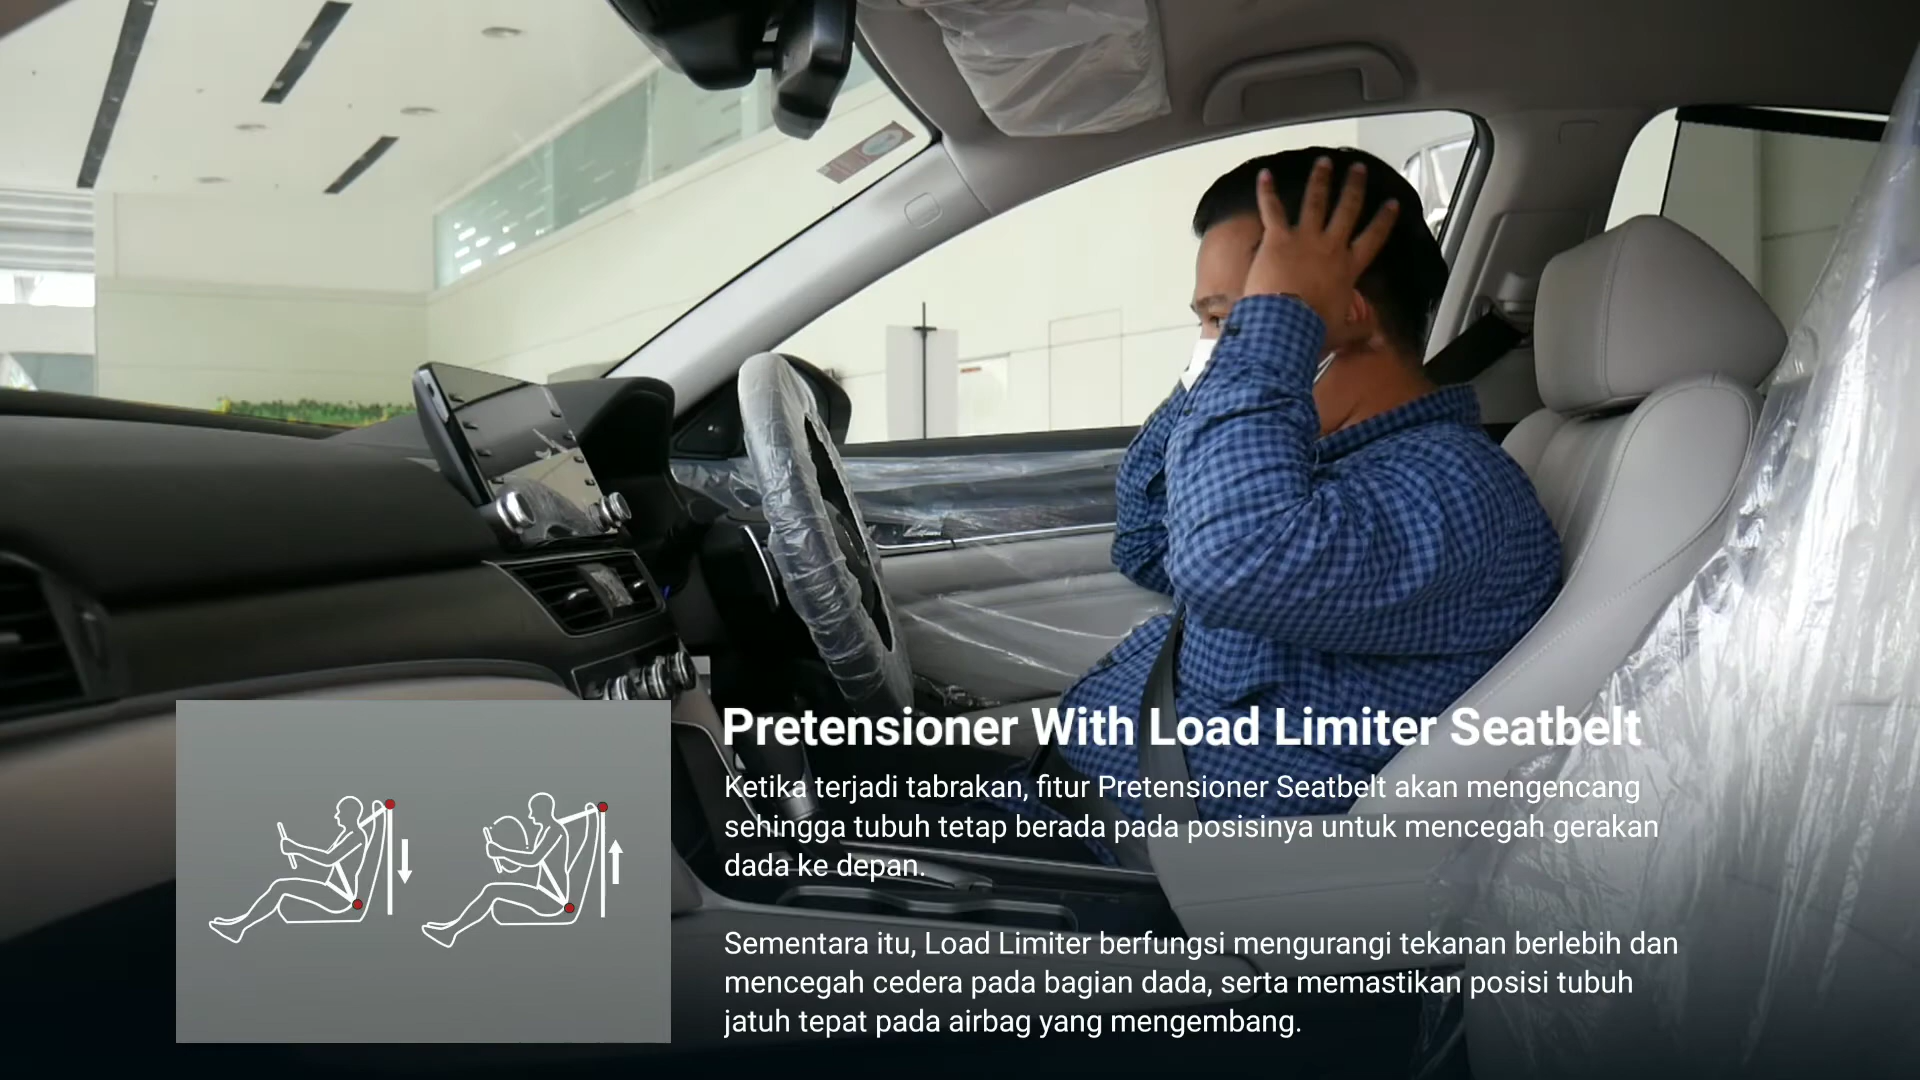 Pretensioner With Load Limiter Seatbelt
Ketika terjadi tabrakan, fitur Pretensioner Seatbelt akan mengencang
sehingga tubuh tetap berada pada posisinya untuk mencegah gerakan
dada ke depan.
Sementara itu, Load Limiter berfungsi mengurangi tekanan berlebih dan
mencegah cedera pada bagian dada, serta memastikan posisi tubuh
jatuh tepat pada airbag yang mengembang.